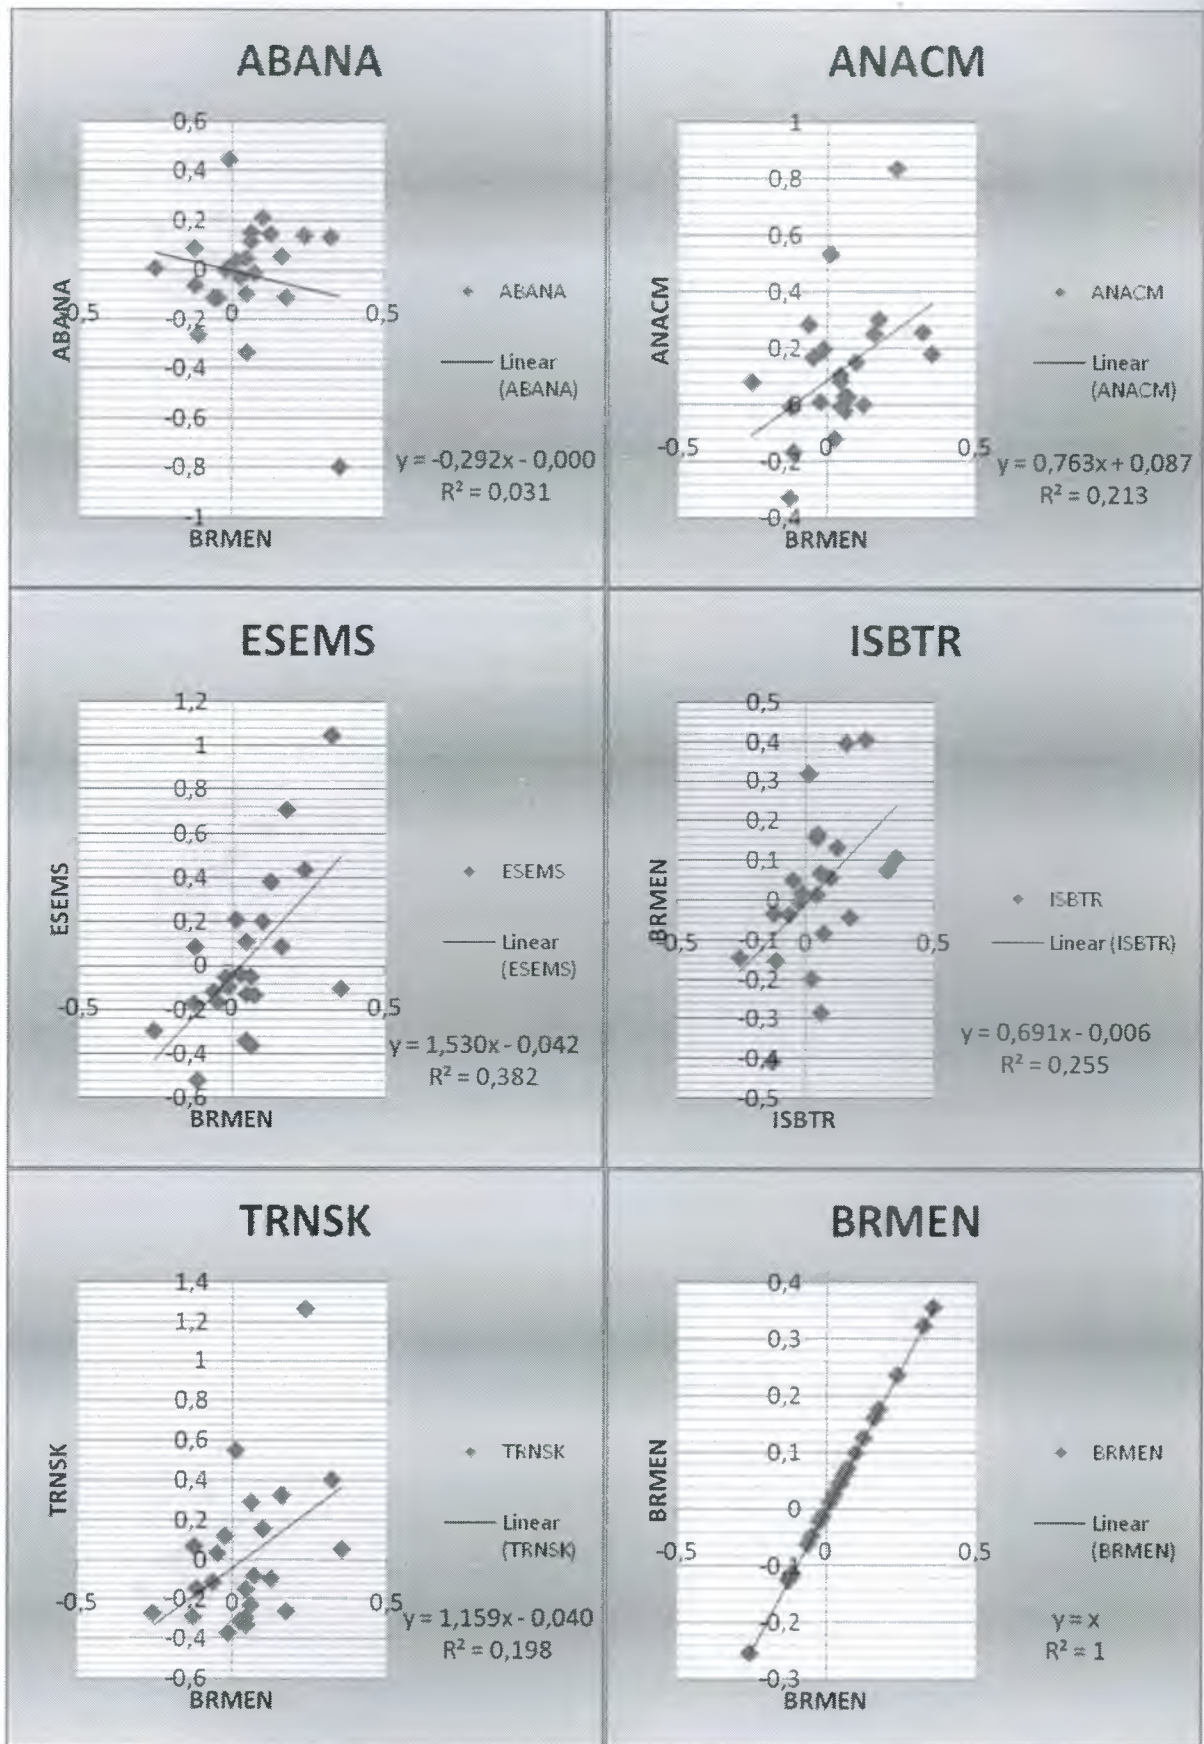 ABANA
0,6
0,4
0,2
0
-0,5
0
0,5
-0,2
-0,4
-0,6
-0,8
-1
ABANA
BRMEN
ABANA
Linear
(ABANA)
y = -0,292x - 0,000
R² = 0,031
ANACM
1
0,8
0,6
0,4
0,2
0
-0,5
0
0,5
-0,2
-0,4
ANACM
BRMEN
ANACM
Linear
(ANACM)
y = 0,763x + 0,087
R² = 0,213
ESEMS
1,2
1
0,8
0,6
0,4
0,2
0
-0,5
0
0,5
-0,2
-0,4
-0,6
ESEMS
BRMEN
ESEMS
Linear
(ESEMS)
y = 1,530x - 0,042
R² = 0,382
ISBTR
0,5
0,4
0,3
0,2
0,1
0
-0,5
0
0,5
-0,1
-0,2
-0,3
-0,4
-0,5
BRMEN
ISBTR
ISBTR
Linear (ISBTR)
y = 0,691x - 0,006
R² = 0,255
TRNSK
1,4
1,2
1
0,8
0,6
0,4
0,2
0
-0,5
0
0,5
-0,2
-0,4
-0,6
TRNSK
BRMEN
TRNSK
Linear
(TRNSK)
y = 1,159x - 0,040
R² = 0,198
BRMEN
0,4
0,3
0,2
0,1
0
-0,5
0
0,5
-0,1
-0,2
-0,3
BRMEN
BRMEN
BRMEN
Linear
(BRMEN)
y = x
R² = 1